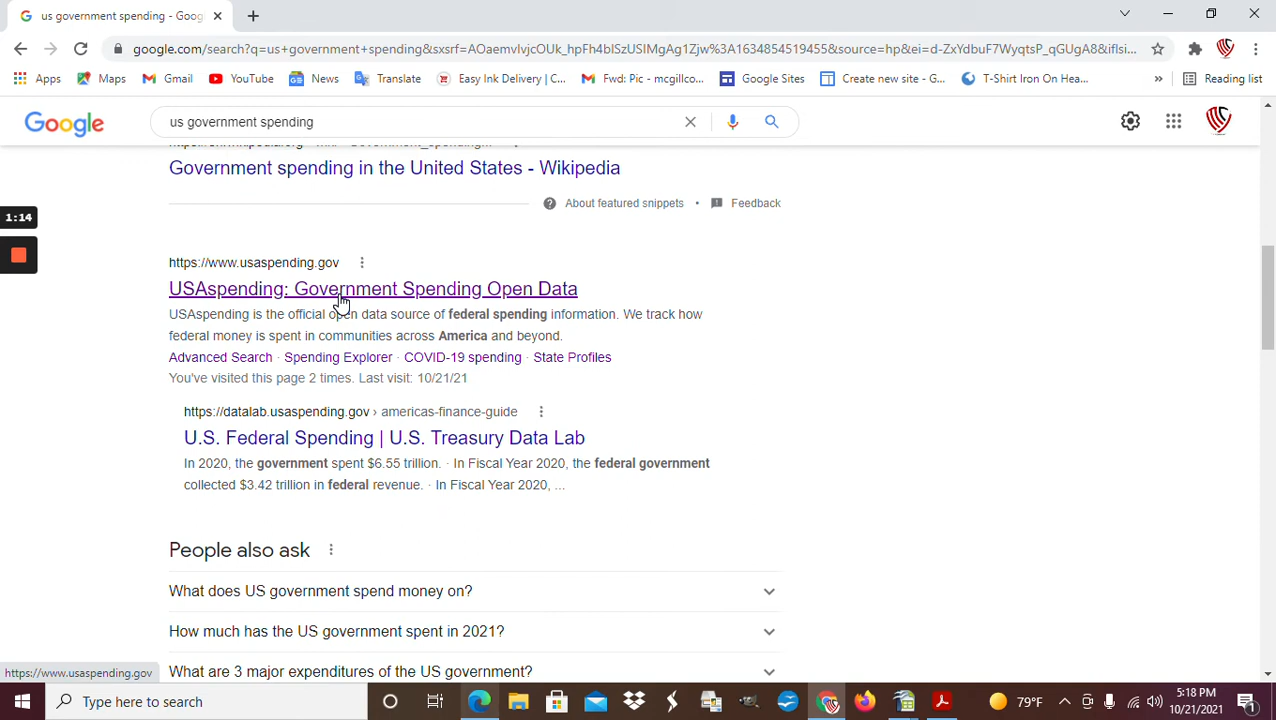 us government spending - Goog
google.com/search?q=us+government+spending&sxsrf=AOaemvIvjcOUk_hpFh4bISzUSIMgAg1Zjw%3A1634854519455&source=hp&ei=d-ZxYdbuF7WyqtsP_qGUgA8&iflsi...
Apps Maps Gmail YouTube News Translate Easy Ink Delivery | C... Fwd: Pic - mcgillco... Google Sites Create new site - G... T-Shirt Iron On Hea... » Reading list
Google us government spending
Government spending in the United States - Wikipedia
About featured snippets • Feedback
1:14
https://www.usaspending.gov
USAspending: Government Spending Open Data
USAspending is the official open data source of federal spending information. We track how
federal money is spent in communities across America and beyond.
Advanced Search · Spending Explorer · COVID-19 spending · State Profiles
You've visited this page 2 times. Last visit: 10/21/21
https://datalab.usaspending.gov › americas-finance-guide
U.S. Federal Spending | U.S. Treasury Data Lab
In 2020, the government spent $6.55 trillion. · In Fiscal Year 2020, the federal government
collected $3.42 trillion in federal revenue. · In Fiscal Year 2020, ...
People also ask
What does US government spend money on?
How much has the US government spent in 2021?
What are 3 major expenditures of the US government?
https://www.usaspending.gov
Type here to search
79°F
5:18 PM
10/21/2021
1